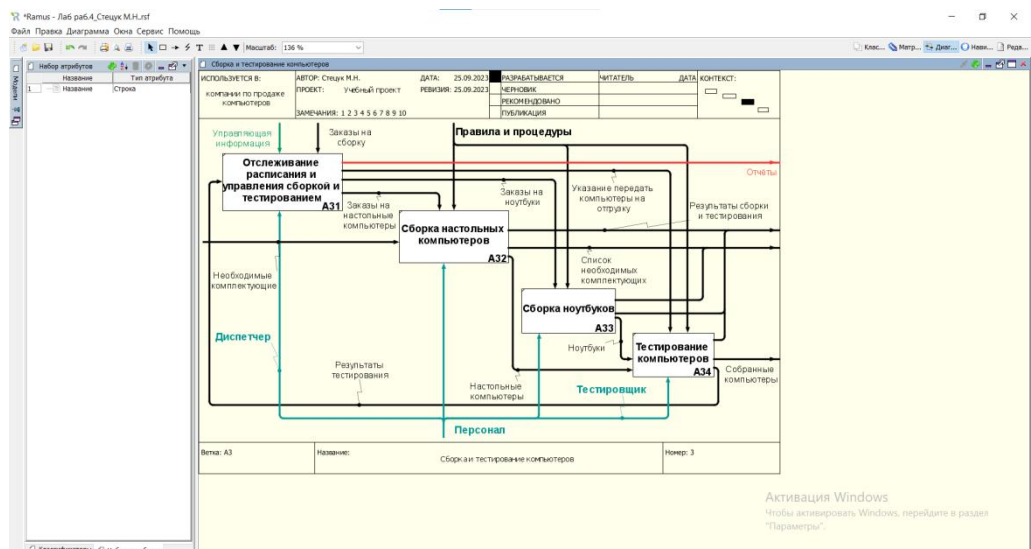 *Ramus - Лаб раб.4_Стецук М.Н..rsf
Файл Правка Диаграмма Окна Сервис Помощь
Масштаб: 136 %
Клас... Матр... Диаг... Нави... Реда...
Модели
Набор атрибутов
Название Тип атрибута
1 Название Строка
Сборка и тестирование компьютеров
ИСПОЛЬЗУЕТСЯ В:
компании по продаже
компьютеров
АВТОР: Стецук М.Н.
ДАТА: 25.09.2023
ПРОЕКТ: Учебный проект
РЕВИЗИЯ: 25.09.2023
ЗАМЕЧАНИЯ: 1 2 3 4 5 6 7 8 9 10
РАЗРАБАТЫВАЕТСЯ
ЧЕРНОВИК
РЕКОМЕНДОВАНО
ПУБЛИКАЦИЯ
ЧИТАТЕЛЬ ДАТА
КОНТЕКСТ:
Управляющая
информация
Заказы на
сборку
Правила и процедуры
Отслеживание
расписания и
управления сборкой и
тестированием
A31
Отчёты
Заказы на
настольные
компьютеры
Заказы на
ноутбуки
Указание передать
компьютеры на
отгрузку
Результаты сборки
и тестирования
Сборка настольных
компьютеров
A32
Список
необходимых
комплектующих
Необходимые
комплектующие
Сборка ноутбуков
A33
Диспетчер
Ноутбуки
Тестирование
компьютеров
A34
Собранные
компьютеры
Результаты
тестирования
Настольные
компьютеры
Тестировщик
Персонал
Ветка: A3
Название:
Сборка и тестирование компьютеров
Номер: 3
Активация Windows
Чтобы активировать Windows, перейдите в раздел
"Параметры".